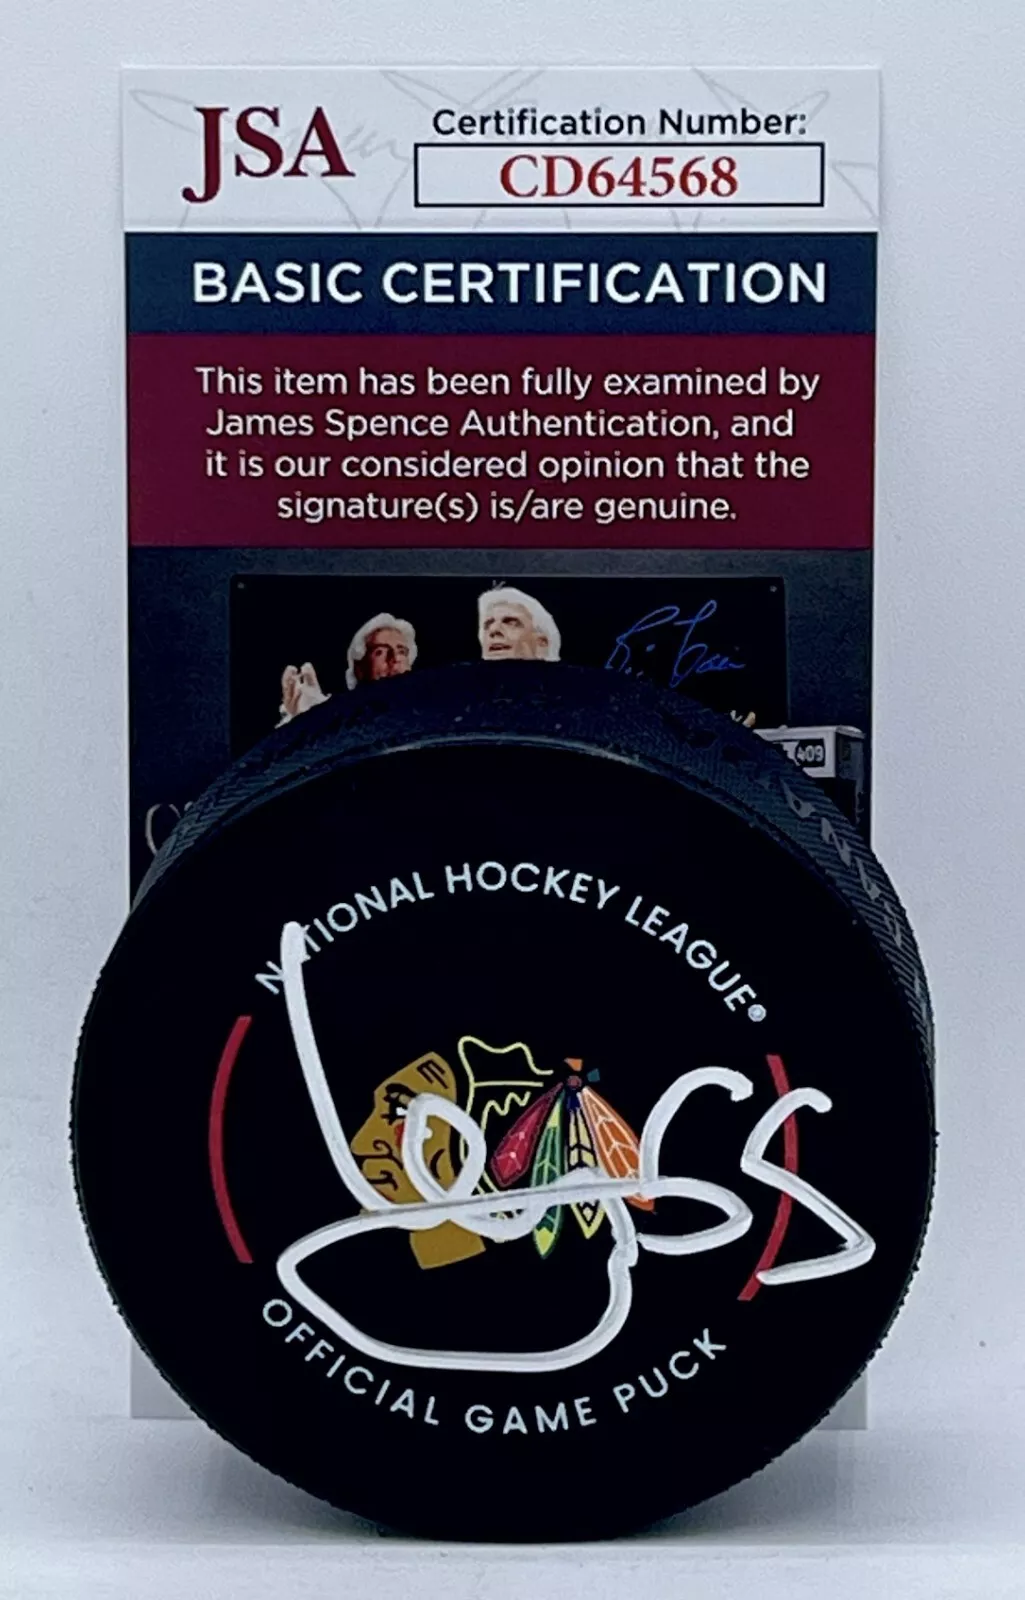 JSA
Certification Number:
CD64568
BASIC CERTIFICATION
This item has been fully examined by
James Spence Authentication, and
it is our considered opinion that the
signature(s) is/are genuine.
409
NATIONAL HOCKEY LEAGUE®
OFFICIAL GAME PUCK